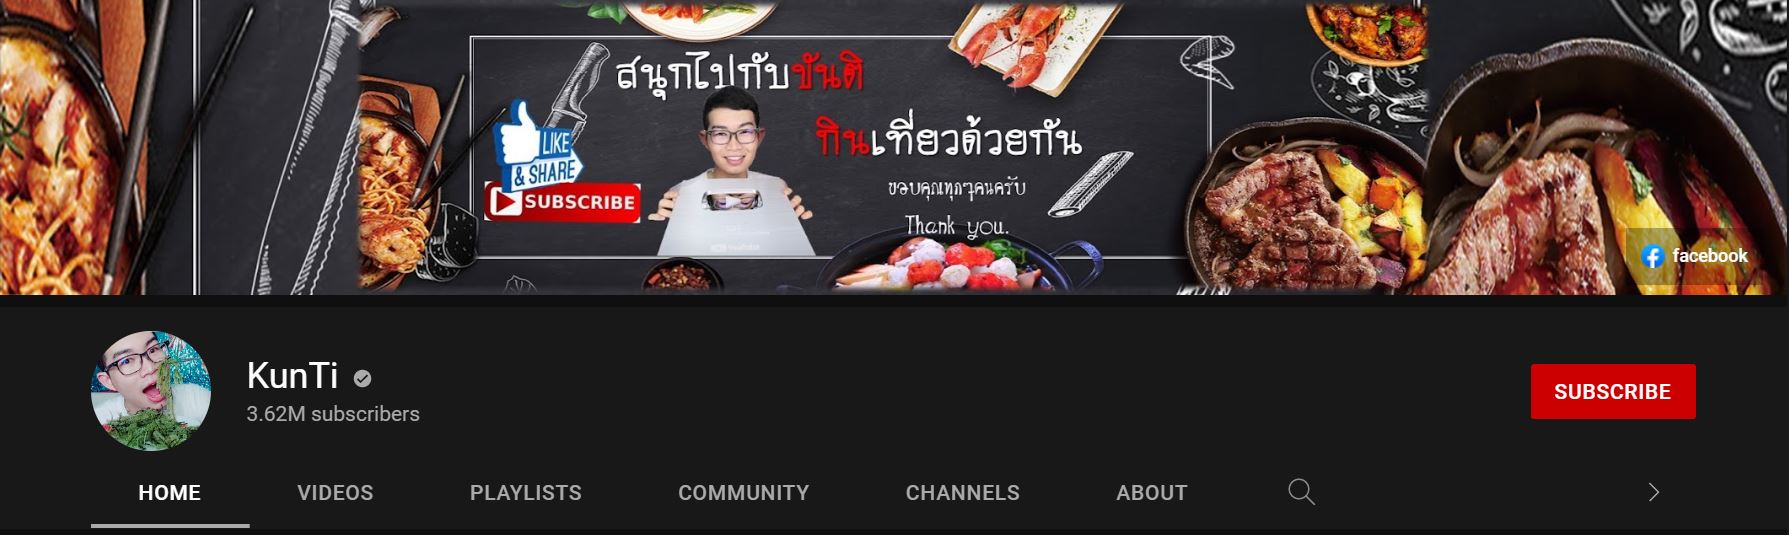 สนุกไปกับขันติ
กินเที่ยวด้วยกัน
LIKE
& SHARE
SUBSCRIBE
ขอบคุณทุกๆคนครับ
Thank you.
facebook
KunTi
3.62M subscribers
SUBSCRIBE
HOME VIDEOS PLAYLISTS COMMUNITY CHANNELS ABOUT